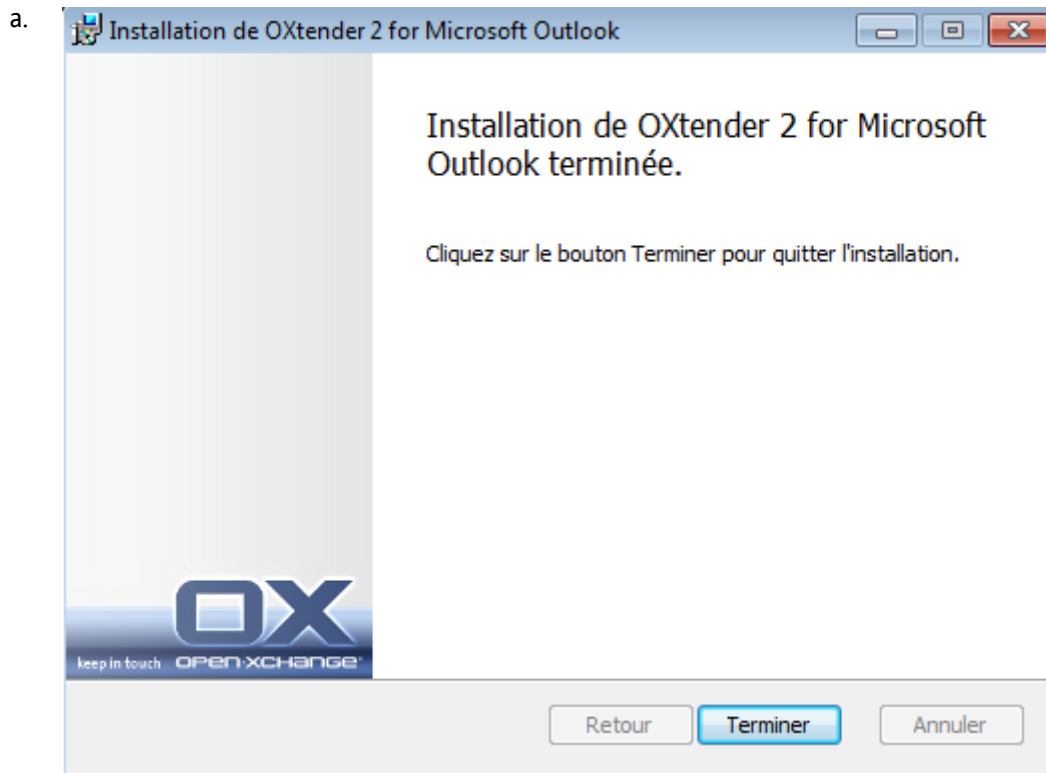 a.
Installation de OXtender 2 for Microsoft Outlook
Installation de OXtender 2 for Microsoft
Outlook terminée.
Cliquez sur le bouton Terminer pour quitter l'installation.
OX
keep in touch OPEN·XCHANGE
Retour Terminer Annuler